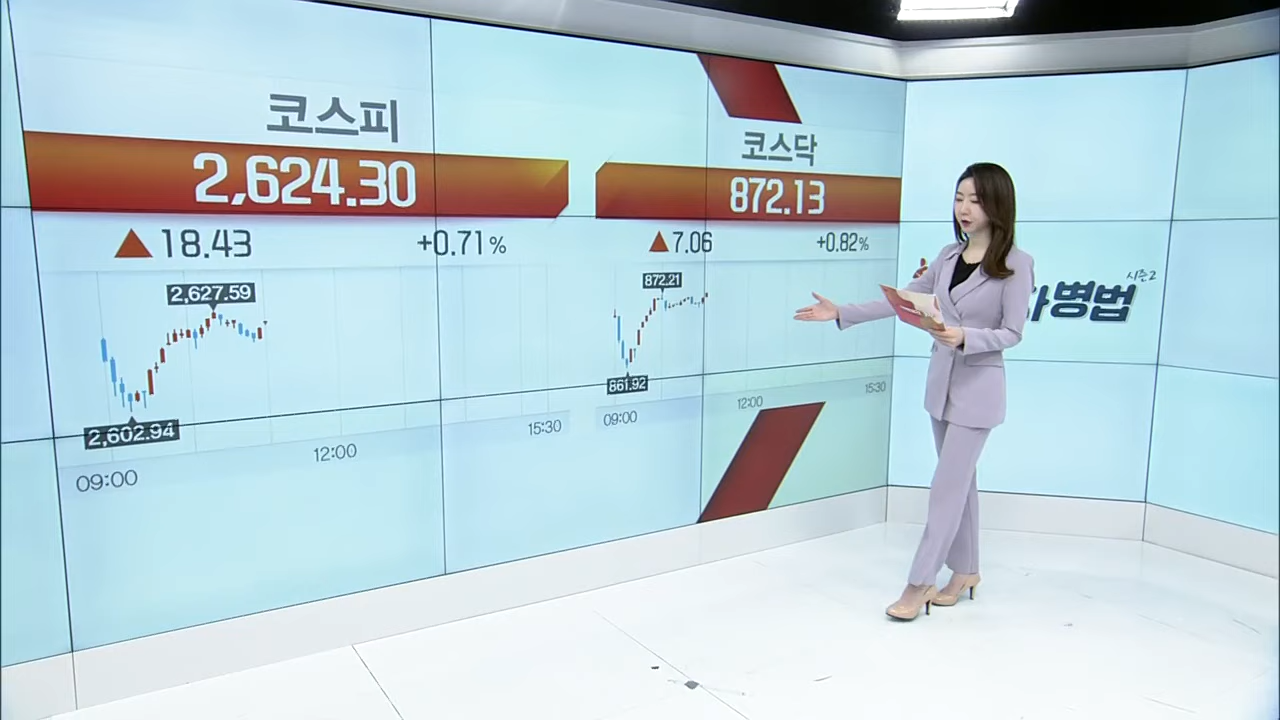 코스피
2,624.30
▲ 18.43 +0.71%
2,627.59
2,602.94
09:00 12:00 15:30
코스닥
872.13
▲ 7.06 +0.82%
872.21
861.92
09:00 12:00 15:30
병법
시즌2